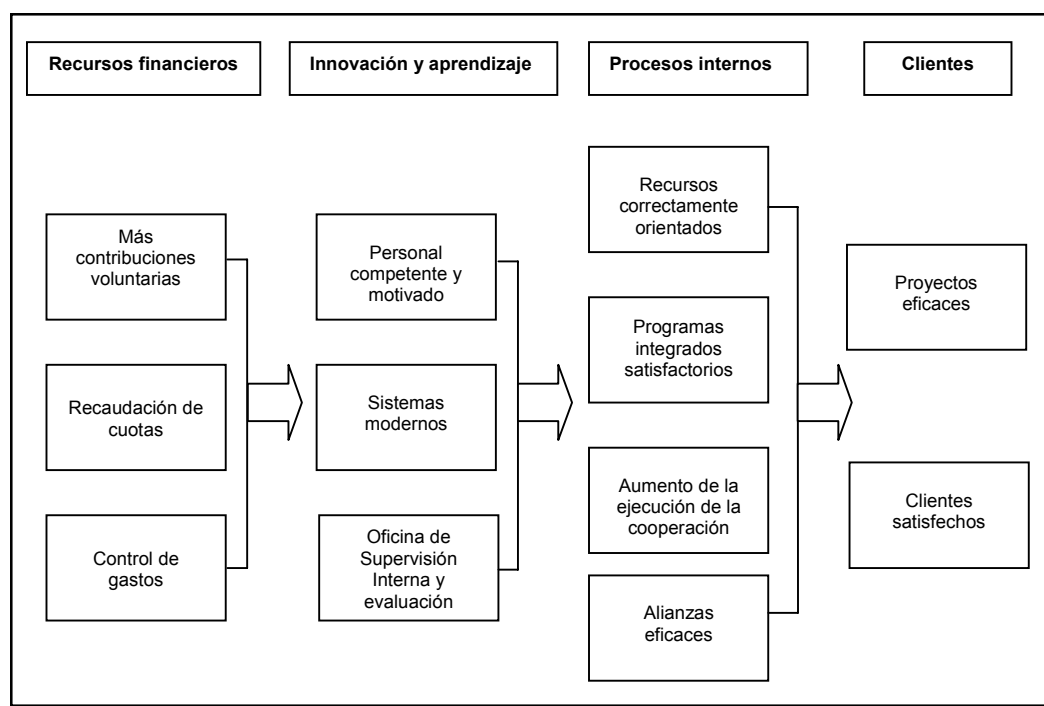 Recursos financieros
Innovación y aprendizaje
Procesos internos
Clientes
Más
contribuciones
voluntarias
Recaudación de
cuotas
Control de
gastos
Personal
competente y
motivado
Sistemas
modernos
Oficina de
Supervisión
Interna y
evaluación
Recursos
correctamente
orientados
Programas
integrados
satisfactorios
Aumento de la
ejecución de la
cooperación
Alianzas
eficaces
Proyectos
eficaces
Clientes
satisfechos